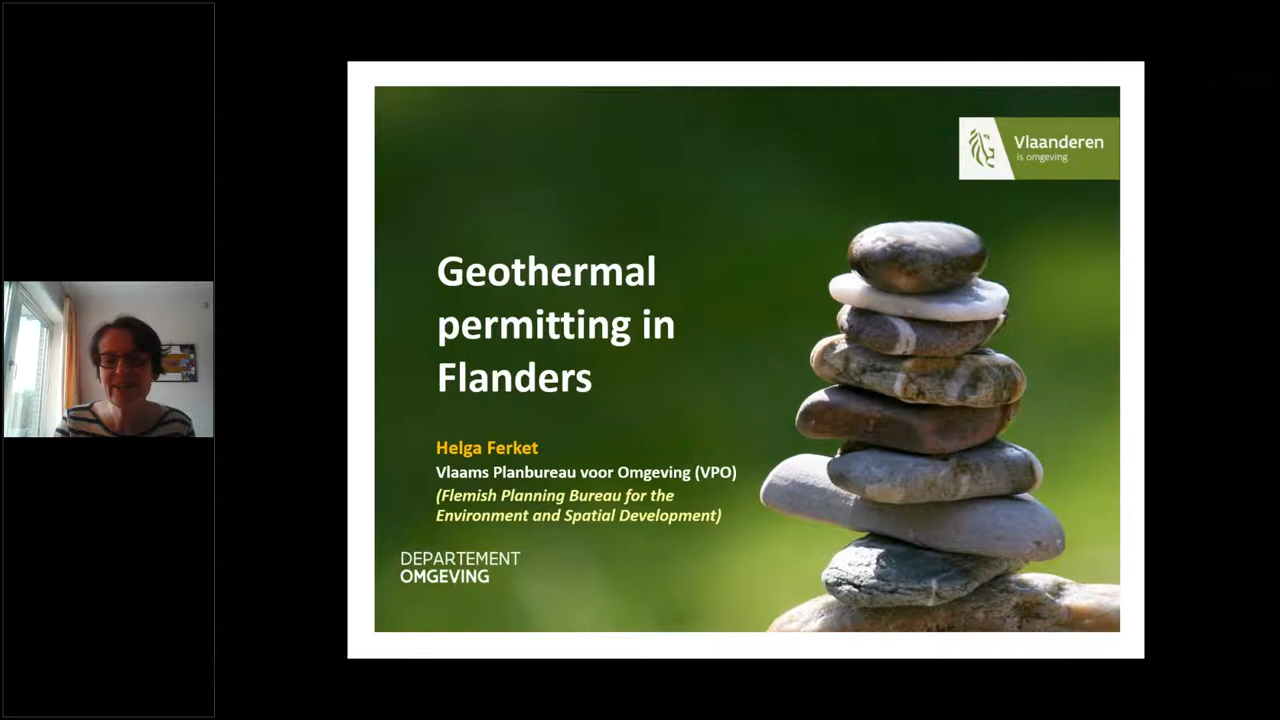 Vlaanderen
is omgeving
Geothermal
permitting in
Flanders
Helga Ferket
Vlaams Planbureau voor Omgeving (VPO)
(Flemish Planning Bureau for the
Environment and Spatial Development)
DEPARTEMENT
OMGEVING